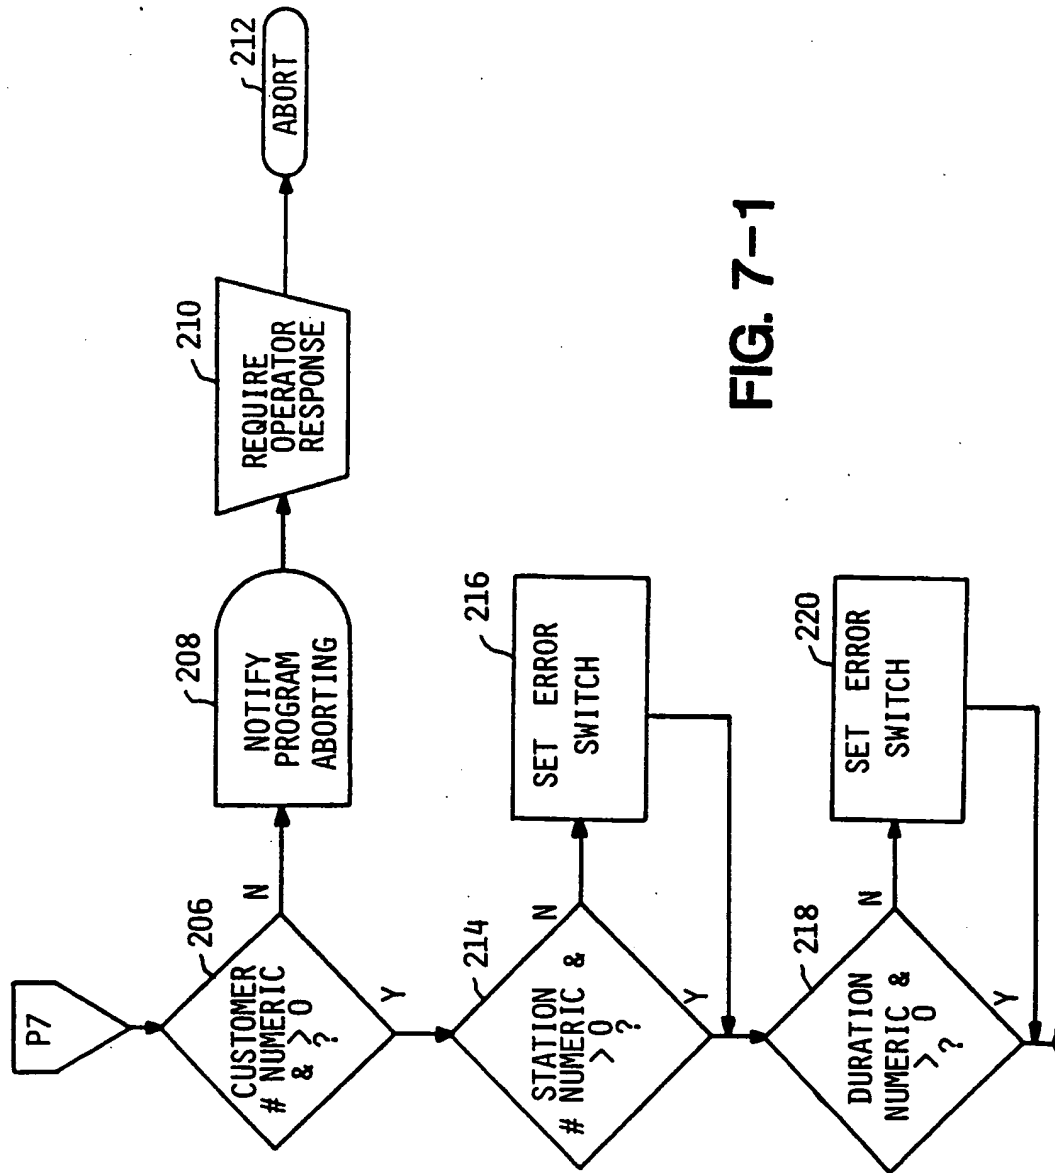 P7
206
CUSTOMER
# NUMERIC
& > 0
?
N
Y
208
NOTIFY
PROGRAM
ABORTING
210
REQUIRE
OPERATOR
RESPONSE
212
ABORT
214
STATION
# NUMERIC &
> 0
?
N
Y
216
SET ERROR
SWITCH
218
DURATION
NUMERIC &
> 0
?
N
Y
220
SET ERROR
SWITCH
FIG. 7-1